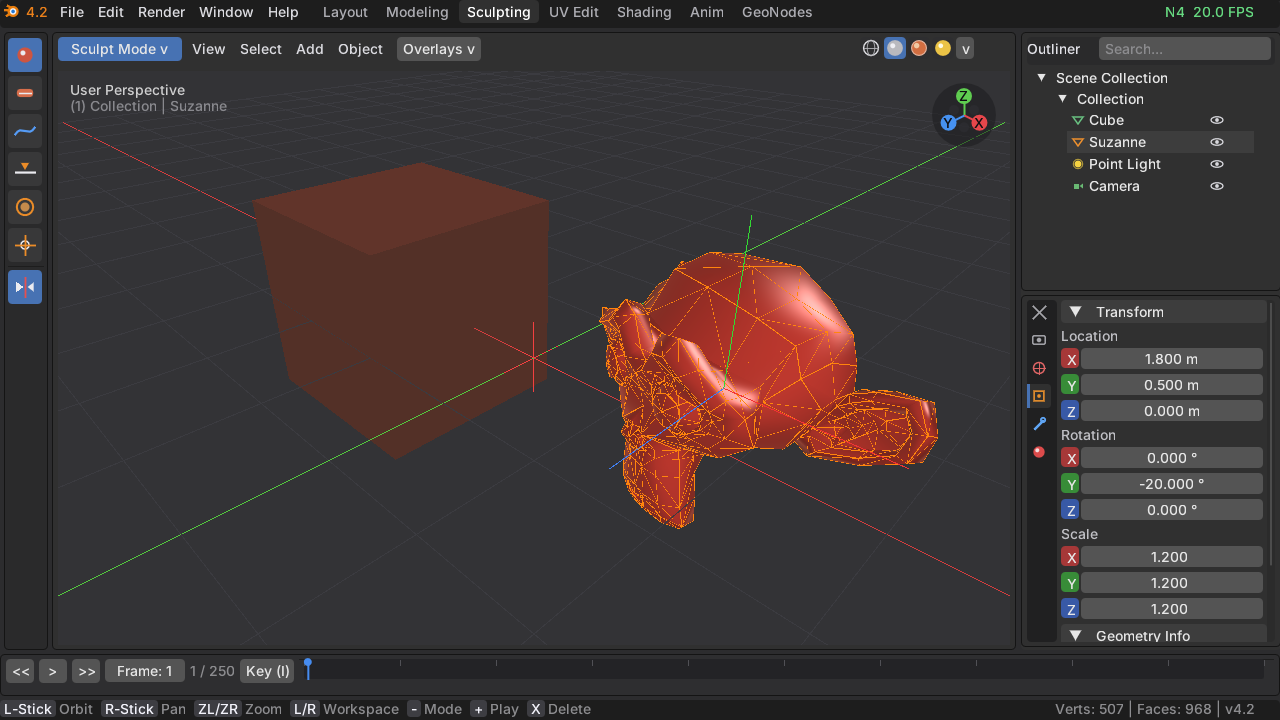 4.2 File Edit Render Window Help Layout Modeling Sculpting UV Edit Shading Anim GeoNodes N4 20.0 FPS
Sculpt Mode v View Select Add Object Overlays v v
User Perspective
(1) Collection | Suzanne
Z
Y X
Outliner Search...
Scene Collection
Collection
Cube
Suzanne
Point Light
Camera
Transform
Location
X 1.800 m
Y 0.500 m
Z 0.000 m
Rotation
X 0.000 °
Y -20.000 °
Z 0.000 °
Scale
X 1.200
Y 1.200
Z 1.200
Geometry Info
<< > >> Frame: 1 1 / 250 Key (I)
L-Stick Orbit R-Stick Pan ZL/ZR Zoom L/R Workspace - Mode + Play X Delete Verts: 507 | Faces: 968 | v4.2